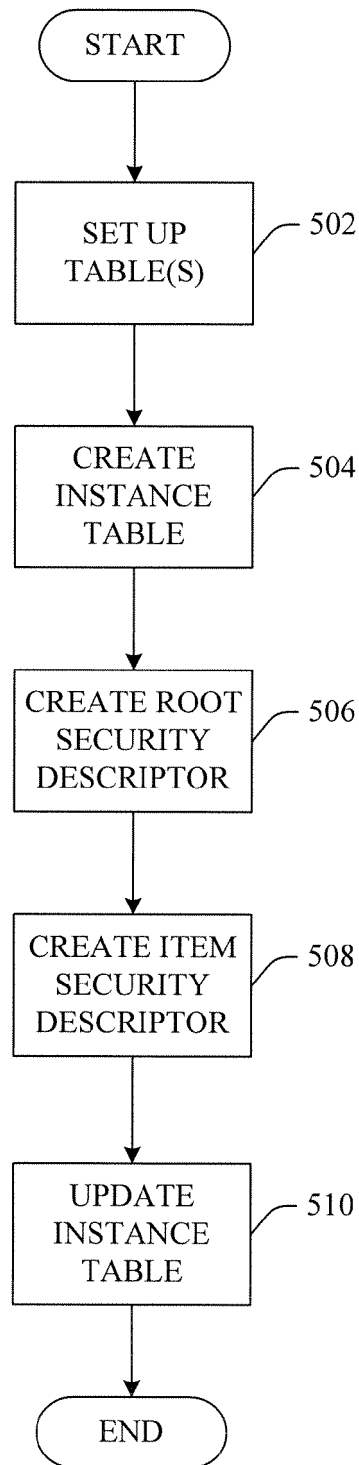 START
SET UP
TABLE(S)
502
CREATE
INSTANCE
TABLE
504
CREATE ROOT
SECURITY
DESCRIPTOR
506
CREATE ITEM
SECURITY
DESCRIPTOR
508
UPDATE
INSTANCE
TABLE
510
END